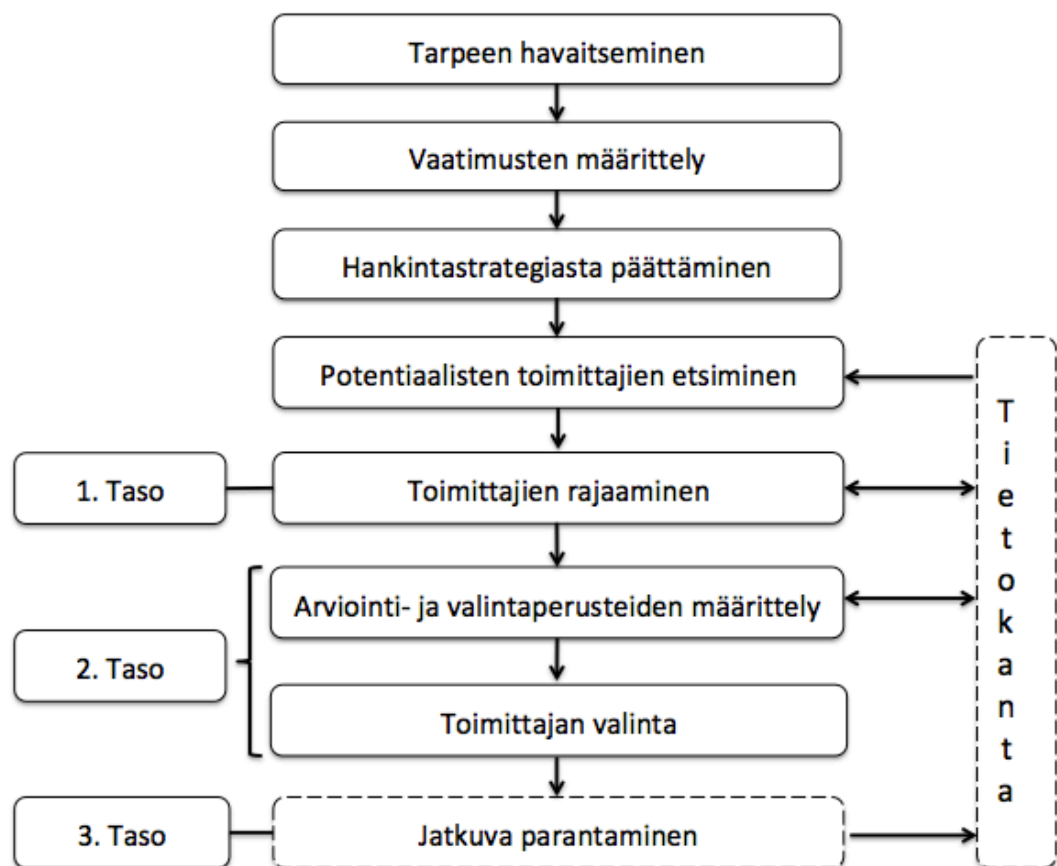 Tarpeen havaitseminen
Vaatimusten määrittely
Hankintastrategiasta päättäminen
Potentiaalisten toimittajien etsiminen
1. Taso
Toimittajien rajaaminen
Arviointi- ja valintaperusteiden määrittely
2. Taso
Toimittajan valinta
3. Taso
Jatkuva parantaminen
Tietokanta